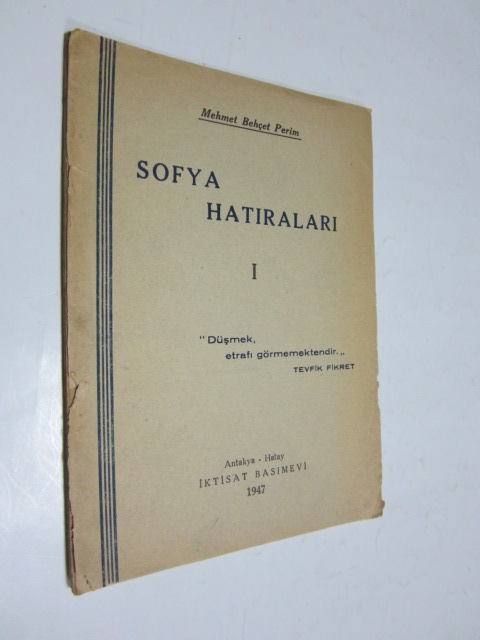 Mehmet Behçet Perim
SOFYA
HATIRALARI
I
"Düşmek,
etrafı görmemektendir.„
TEVFİK FİKRET
Antakya - Hatay
İKTİSAT BASIMEVİ
1947